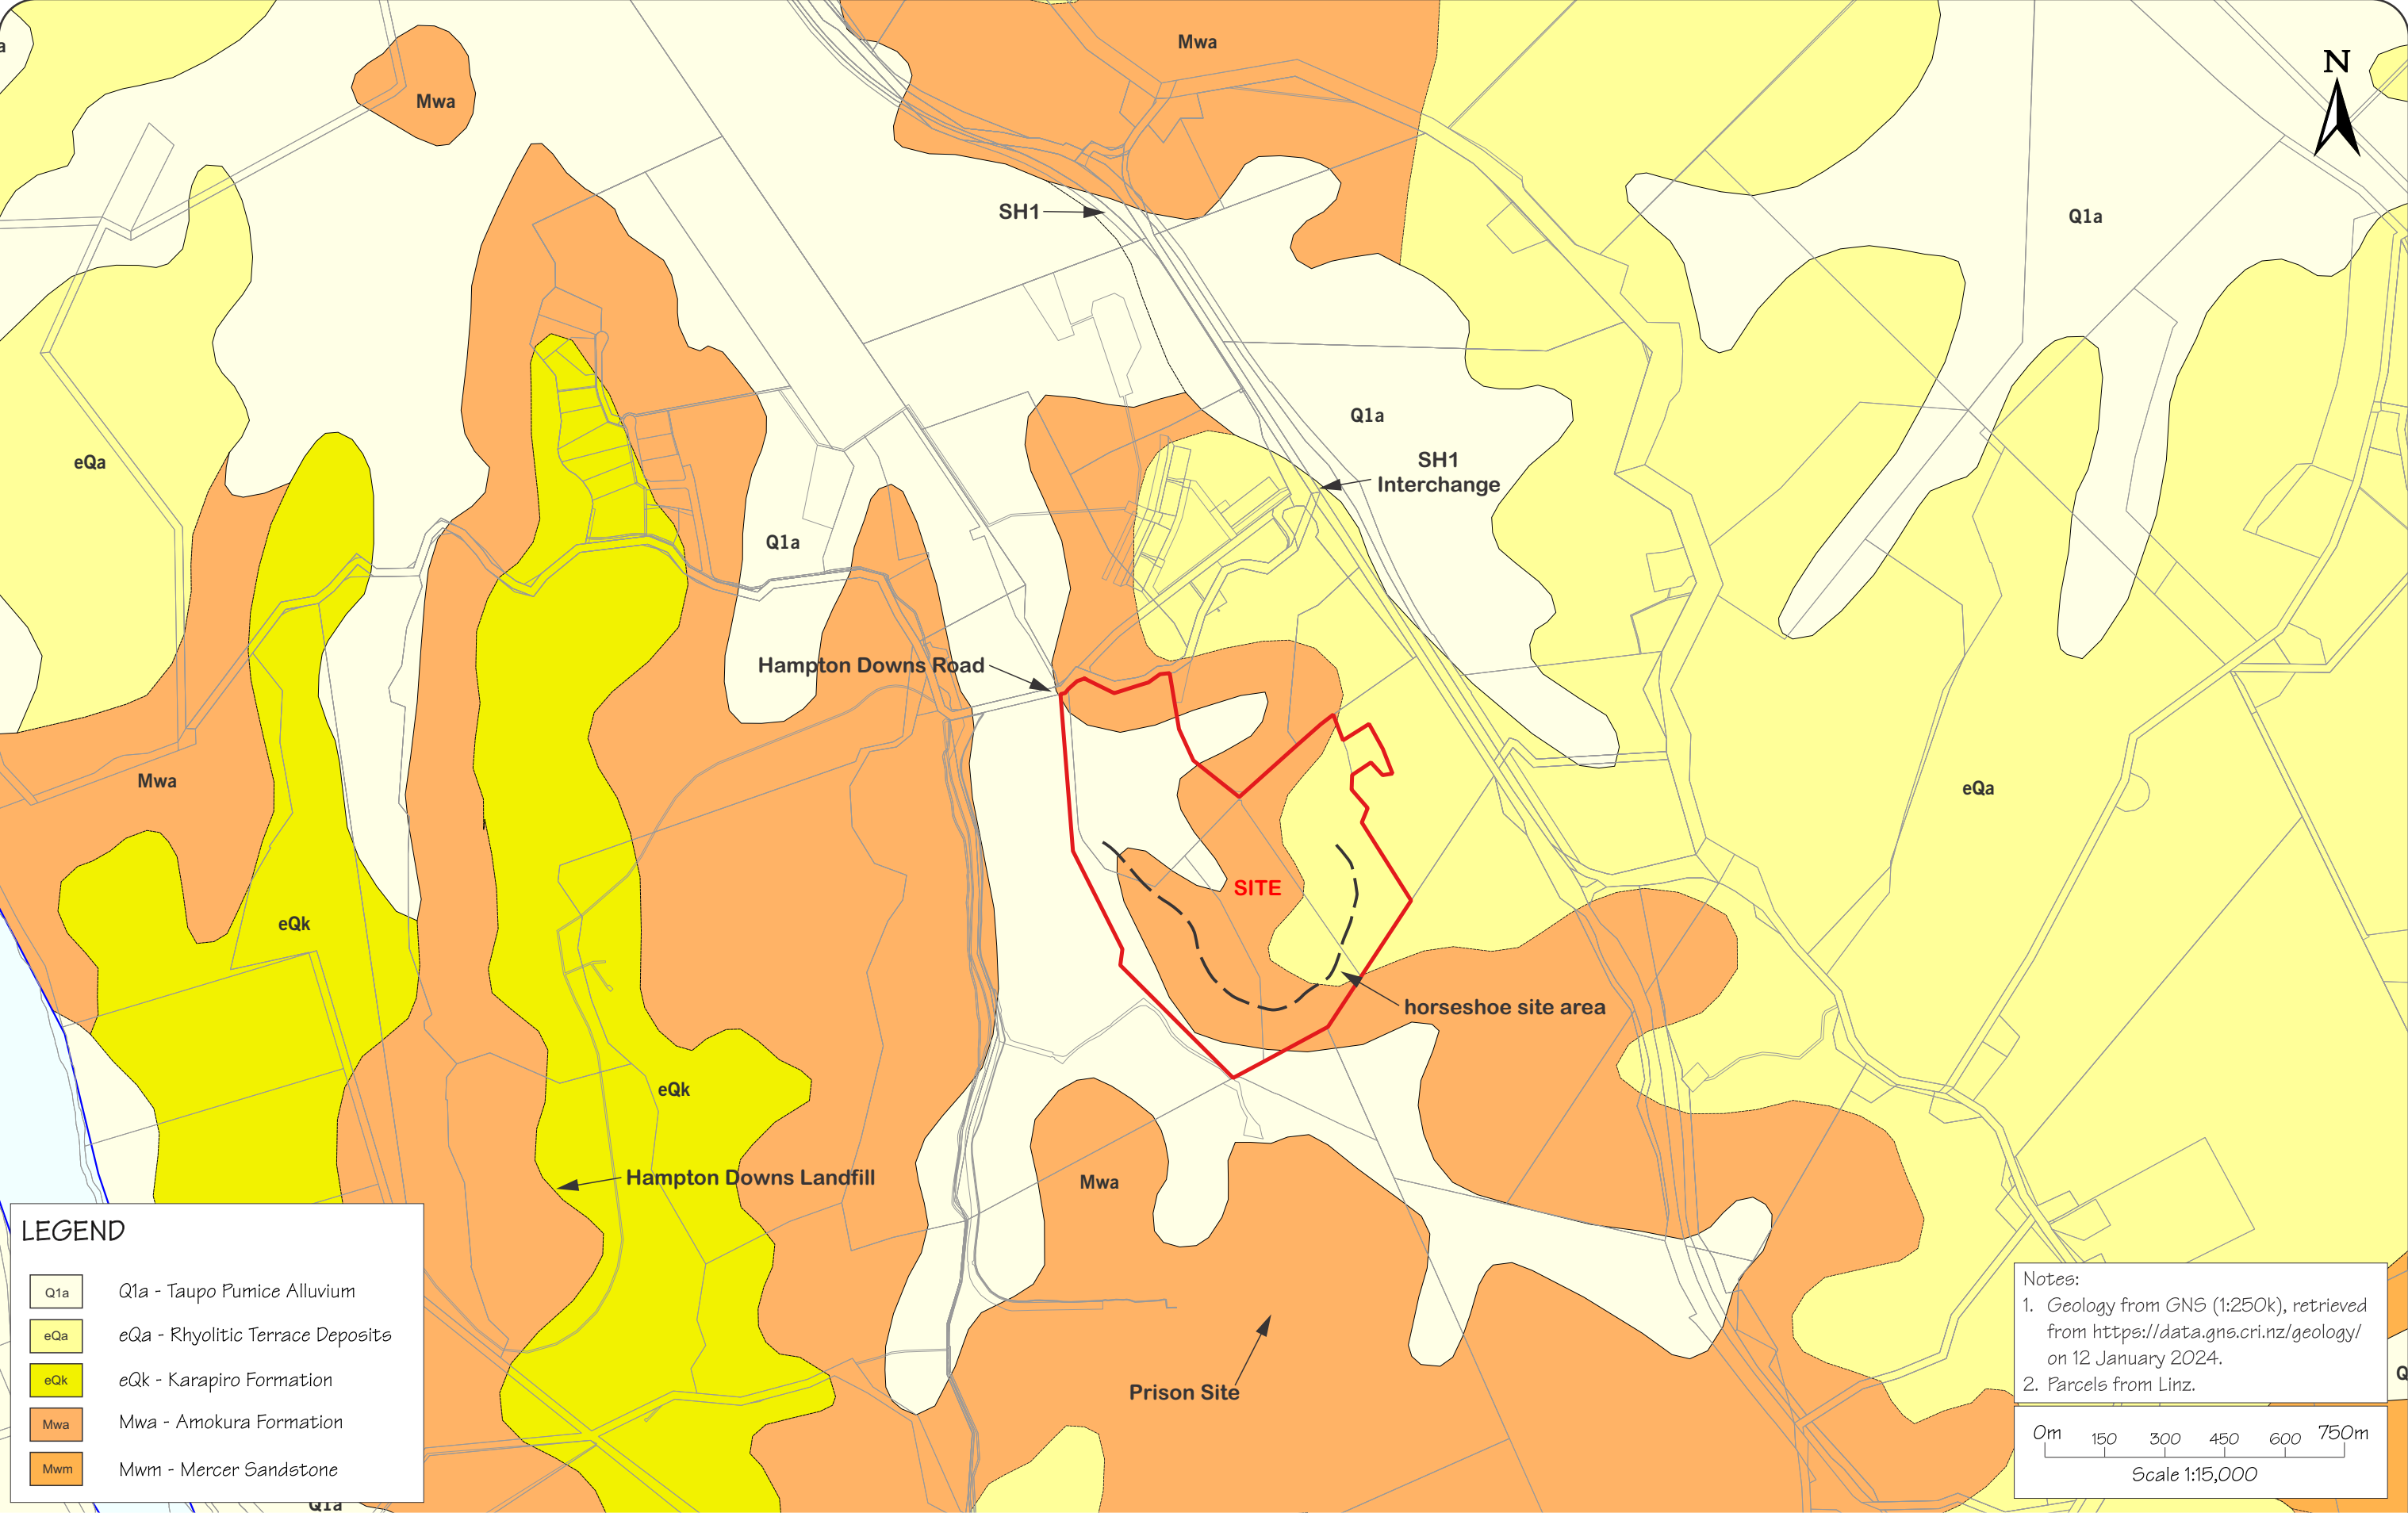 Mwa
N
a
Mwa
SH1
Q1a
Q1a
SH1
Interchange
eQa
Q1a
Hampton Downs Road
Mwa
eQa
SITE
eQk
horseshoe site area
eQk
Hampton Downs Landfill
Mwa
Prison Site
LEGEND
Q1a Q1a - Taupo Pumice Alluvium
eQa eQa - Rhyolitic Terrace Deposits
eQk eQk - Karapiro Formation
Mwa Mwa - Amokura Formation
Mwm Mwm - Mercer Sandstone
Q1a
Notes:
1. Geology from GNS (1:250k), retrieved
from https://data.gns.cri.nz/geology/
on 12 January 2024.
2. Parcels from Linz.
Q
0m 150 300 450 600 750m
Scale 1:15,000